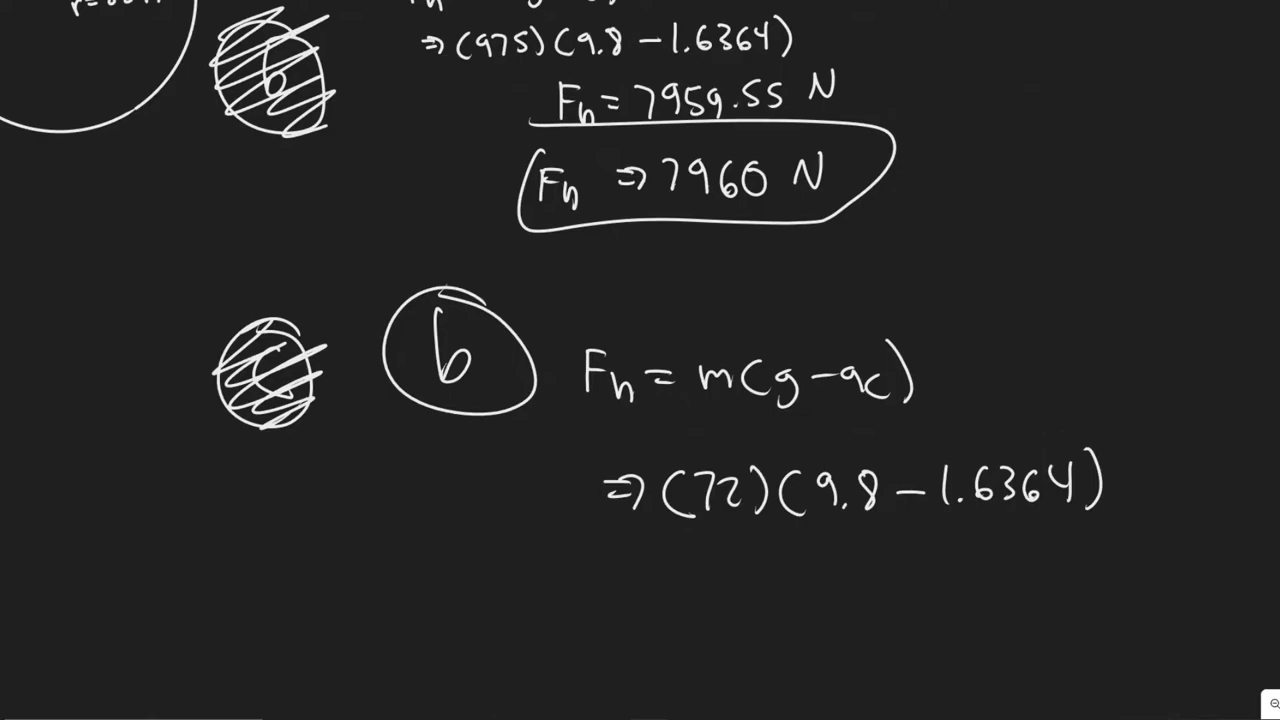 ⇒ (975)(9.8 − 1.6364)
Fn = 7959.55 N
Fn ⇒ 7960 N
b
b Fn = m(g − ac)
c
⇒ (72)(9.8 − 1.6364)